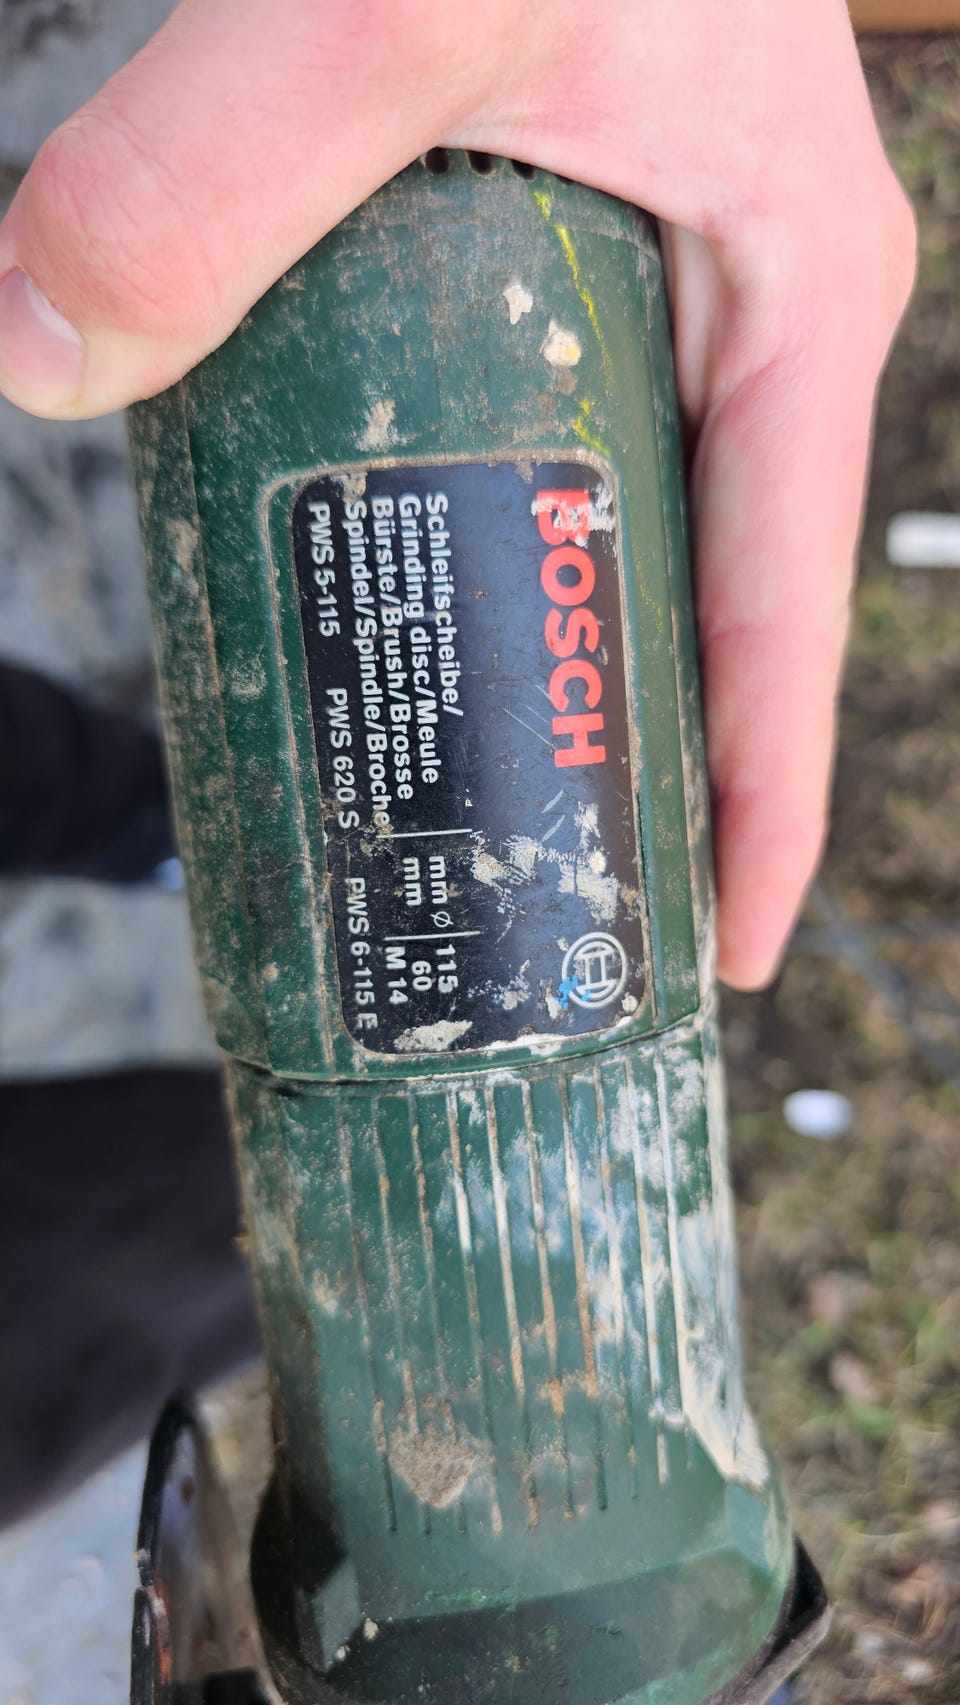 BOSCH
Schleifscheibe/
Grinding disc/Meule mm ⌀ 115
Bürste/Brush/Brosse mm 60
Spindel/Spindle/Broche M 14
PWS 5-115 PWS 620 S PWS 6-115 E